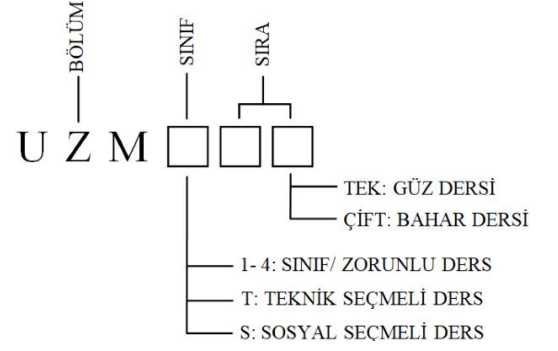 BÖLÜM
SINIF
SIRA
U Z M
TEK: GÜZ DERSİ
ÇİFT: BAHAR DERSİ
1- 4: SINIF/ ZORUNLU DERS
T: TEKNİK SEÇMELİ DERS
S: SOSYAL SEÇMELİ DERS